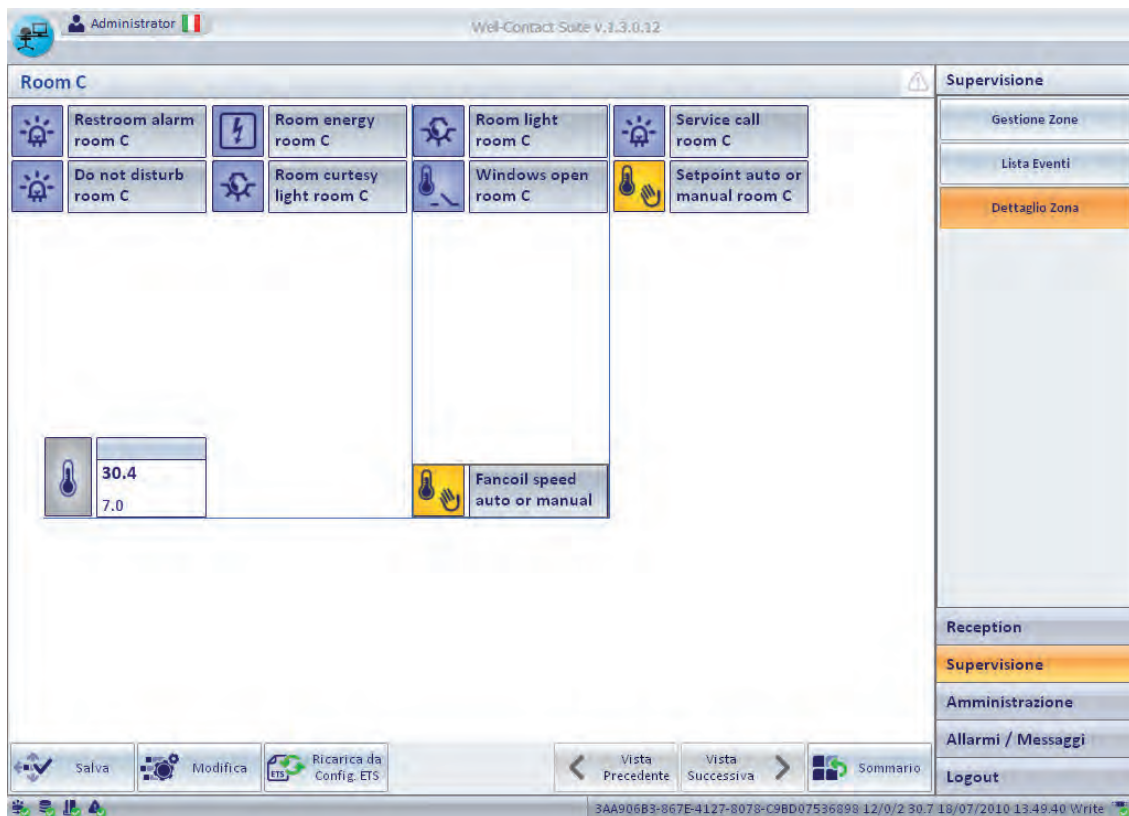 Administrator
Well-Contact Suite v.1.3.0.12
Room C
Restroom alarm
room C
Room energy
room C
Room light
room C
Service call
room C
Do not disturb
room C
Room curtesy
light room C
Windows open
room C
Setpoint auto or
manual room C
30.4
7.0
Fancoil speed
auto or manual
Supervisione
Gestione Zone
Lista Eventi
Dettaglio Zona
Reception
Supervisione
Amministrazione
Allarmi / Messaggi
Logout
Salva
Modifica
ETS
Ricarica da
Config. ETS
Vista
Precedente
Vista
Successiva
Sommario
3AA906B3-867E-4127-8078-C9BD07536898 12/0/2 30.7 18/07/2010 13.49.40 Write